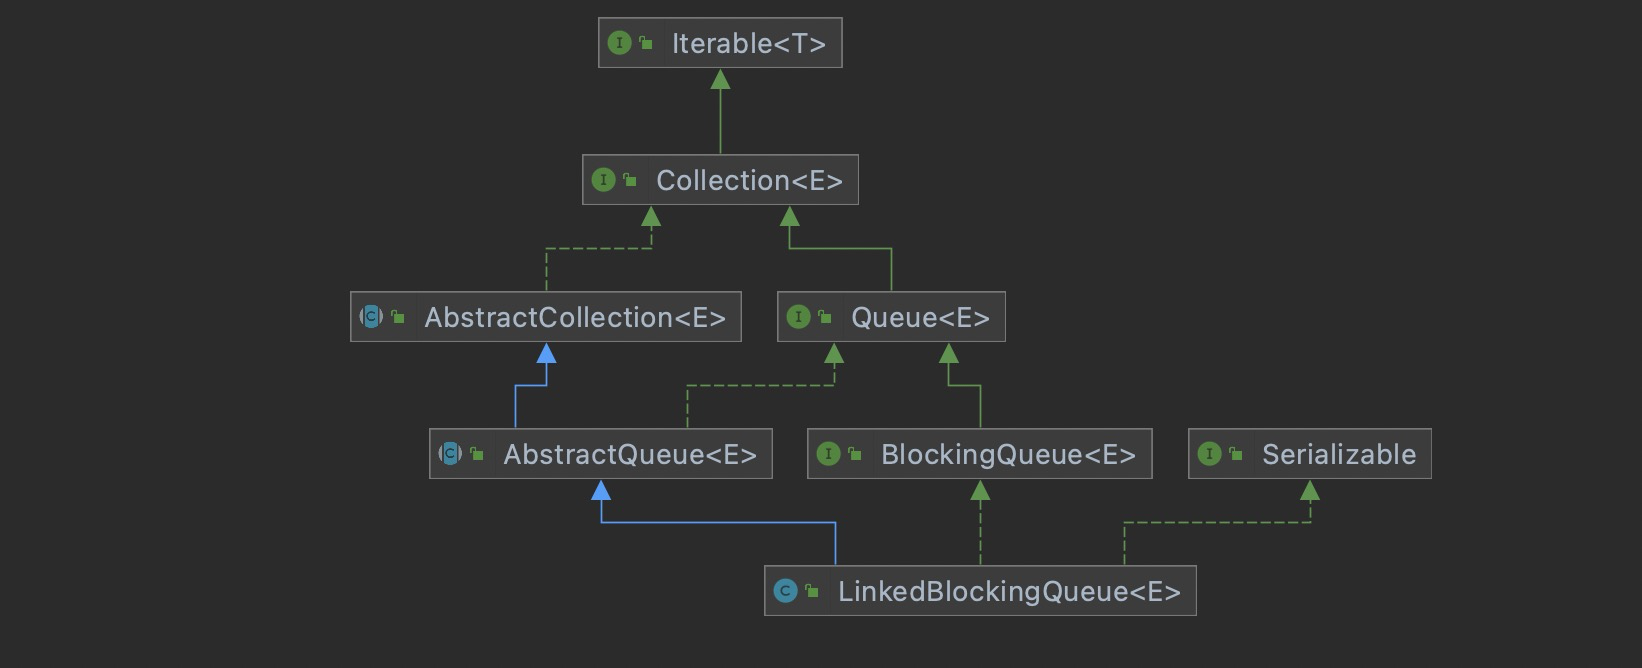 Iterable<T>
Collection<E>
AbstractCollection<E>
Queue<E>
AbstractQueue<E>
BlockingQueue<E>
Serializable
LinkedBlockingQueue<E>